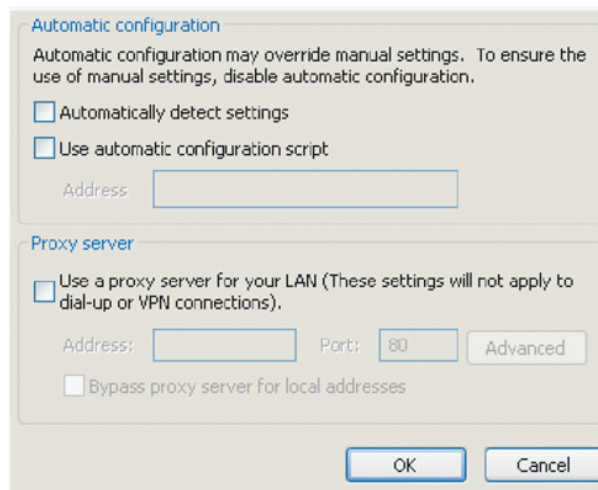 Automatic configuration
Automatic configuration may override manual settings. To ensure the
use of manual settings, disable automatic configuration.
Automatically detect settings
Use automatic configuration script
Address
Proxy server
Use a proxy server for your LAN (These settings will not apply to
dial-up or VPN connections).
Address: Port: 80 Advanced
Bypass proxy server for local addresses
OK Cancel